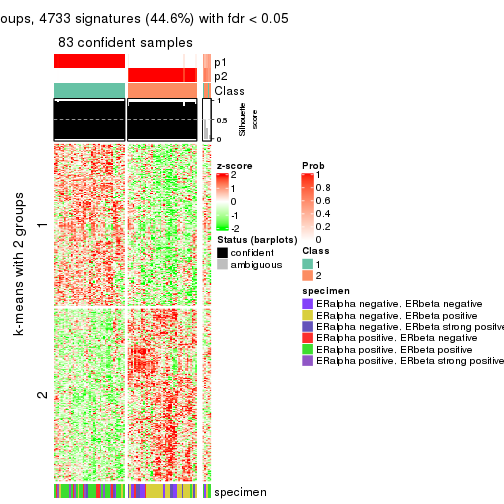 oups, 4733 signatures (44.6%) with fdr < 0.05
83 confident samples
p1
p2
Class
1
0.5
0
Silhouette
score
k-means with 2 groups
1
2
z-score
2
1
0
-1
-2
Status (barplots)
confident
ambiguous
Prob
1
0.8
0.6
0.4
0.2
0
Class
1
2
specimen
ERalpha negative. ERbeta negative
ERalpha negative. ERbeta positive
ERalpha negative. ERbeta strong positive
ERalpha positive. ERbeta negative
ERalpha positive. ERbeta positive
ERalpha positive. ERbeta strong positive
specimen